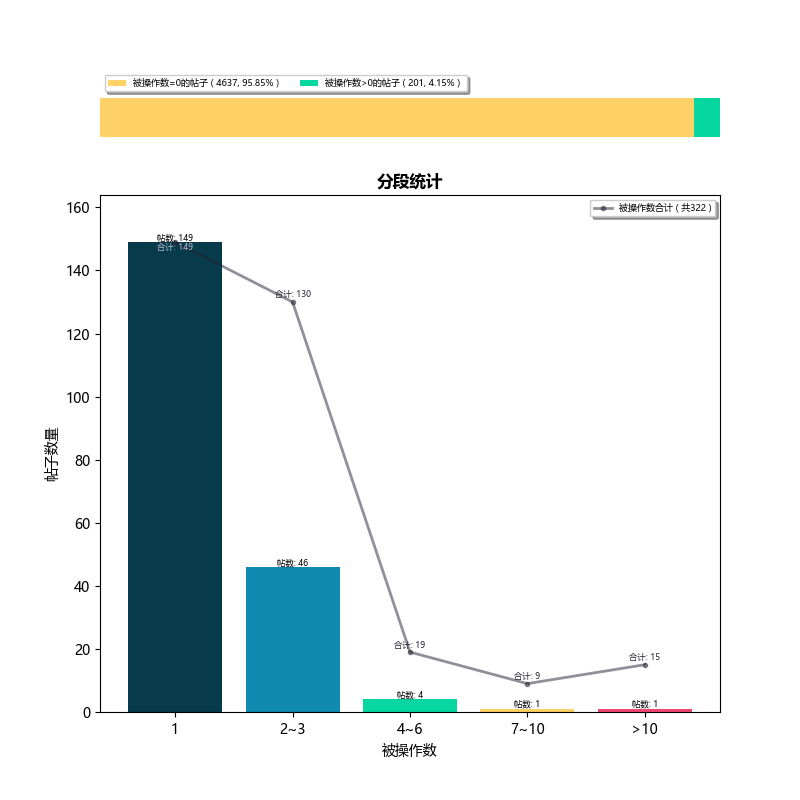 被操作数=0的帖子 ( 4637, 95.85% )
被操作数>0的帖子 ( 201, 4.15% )
分段统计
被操作数合计 ( 共322 )
帖子数量
160
140
120
100
80
60
40
20
0
帖数: 149
合计: 149
合计: 130
帖数: 46
合计: 19
帖数: 4
合计: 9
帖数: 1
合计: 15
帖数: 1
1
2~3
4~6
7~10
>10
被操作数